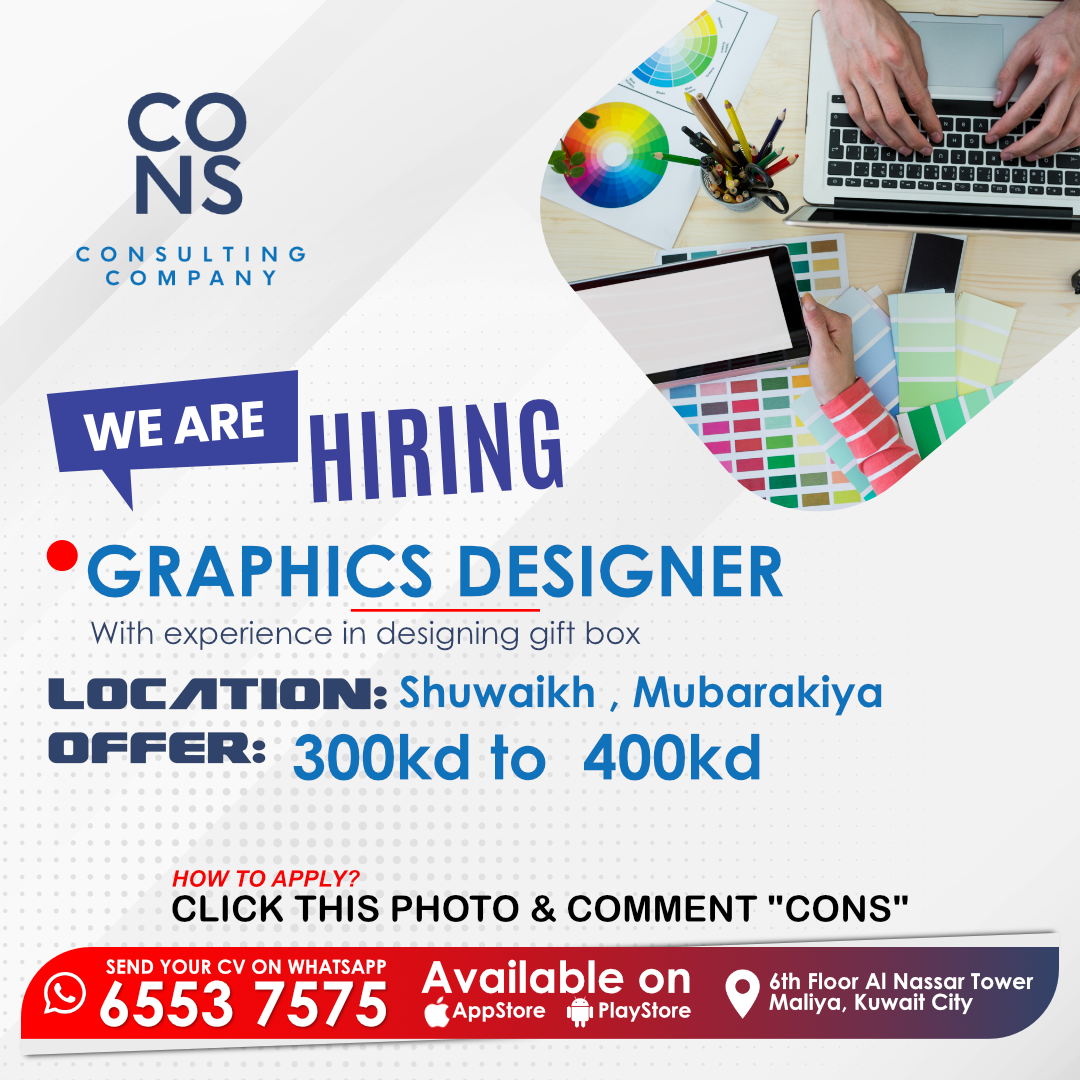 CO
NS
CONSULTING
COMPANY
WE ARE
HIRING
GRAPHICS DESIGNER
With experience in designing gift box
LOCATION: Shuwaikh , Mubarakiya
OFFER: 300kd to 400kd
HOW TO APPLY?
CLICK THIS PHOTO & COMMENT "CONS"
SEND YOUR CV ON WHATSAPP
6553 7575
Available on
AppStore PlayStore
6th Floor Al Nassar Tower
Maliya, Kuwait City